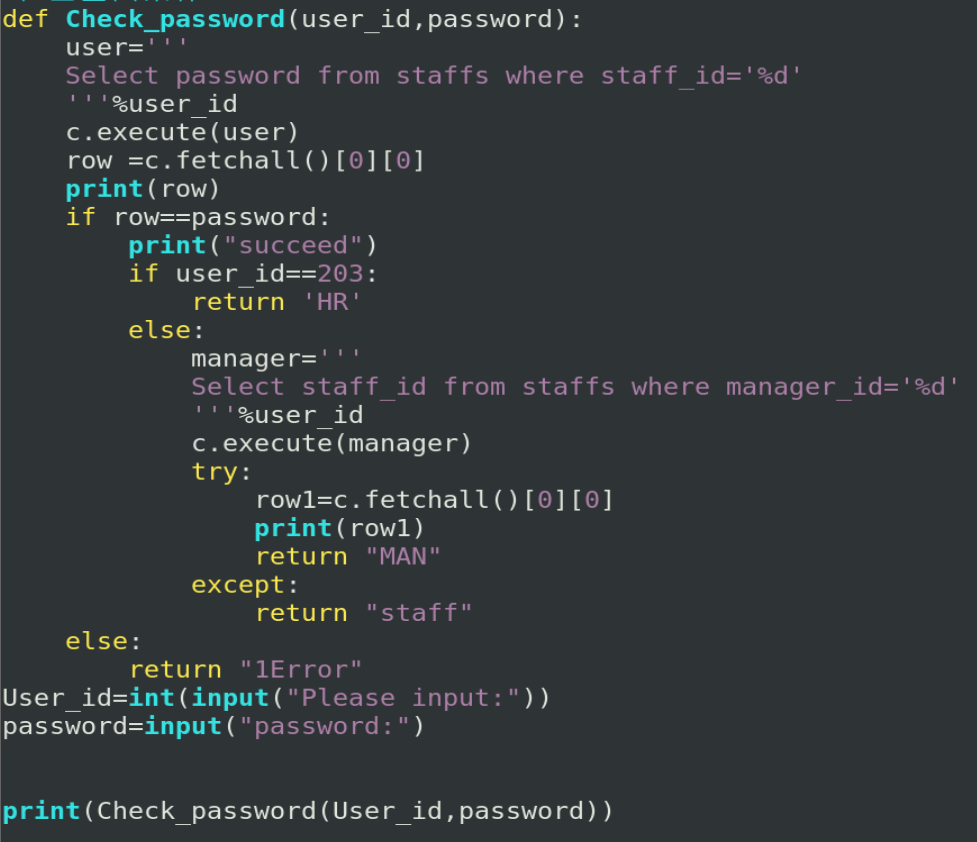 def Check_password(user_id,password):
    user='''
    Select password from staffs where staff_id='%d'
    '''%user_id
    c.execute(user)
    row =c.fetchall()[0][0]
    print(row)
    if row==password:
        print("succeed")
        if user_id==203:
            return 'HR'
        else:
            manager='''
            Select staff_id from staffs where manager_id='%d'
            '''%user_id
            c.execute(manager)
            try:
                row1=c.fetchall()[0][0]
                print(row1)
                return "MAN"
            except:
                return "staff"
    else:
        return "1Error"
User_id=int(input("Please input:"))
password=input("password:")
print(Check_password(User_id,password))